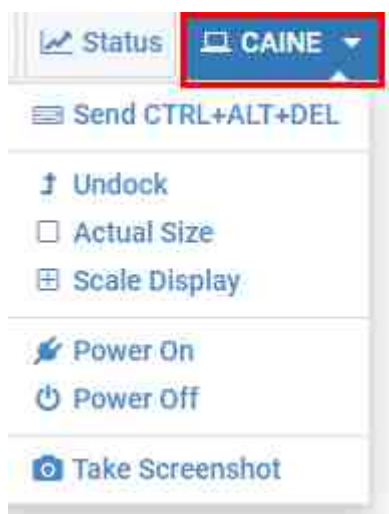 Status CAINE
Send CTRL+ALT+DEL
Undock
Actual Size
Scale Display
Power On
Power Off
Take Screenshot